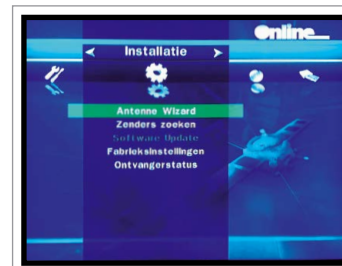 Online
Installatie
Antenne Wizard
Zenders zoeken
Software Update
Fabrieksinstellingen
Ontvangerstatus